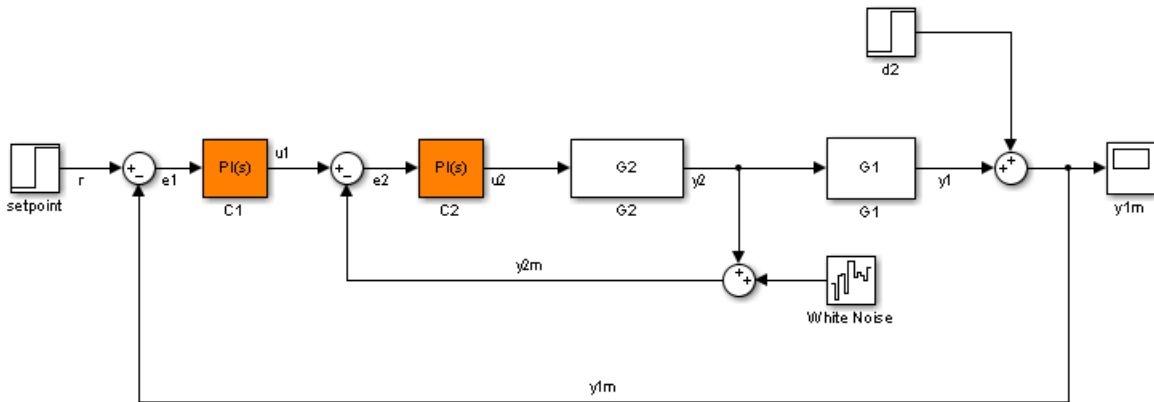 d2
setpoint
r
+
−
e1
PI(s)
C1
u1
+
−
e2
PI(s)
C2
u2
G2
G2
y2
G1
G1
y1
+
+
y1m
y2m
+
+
White Noise
y1m